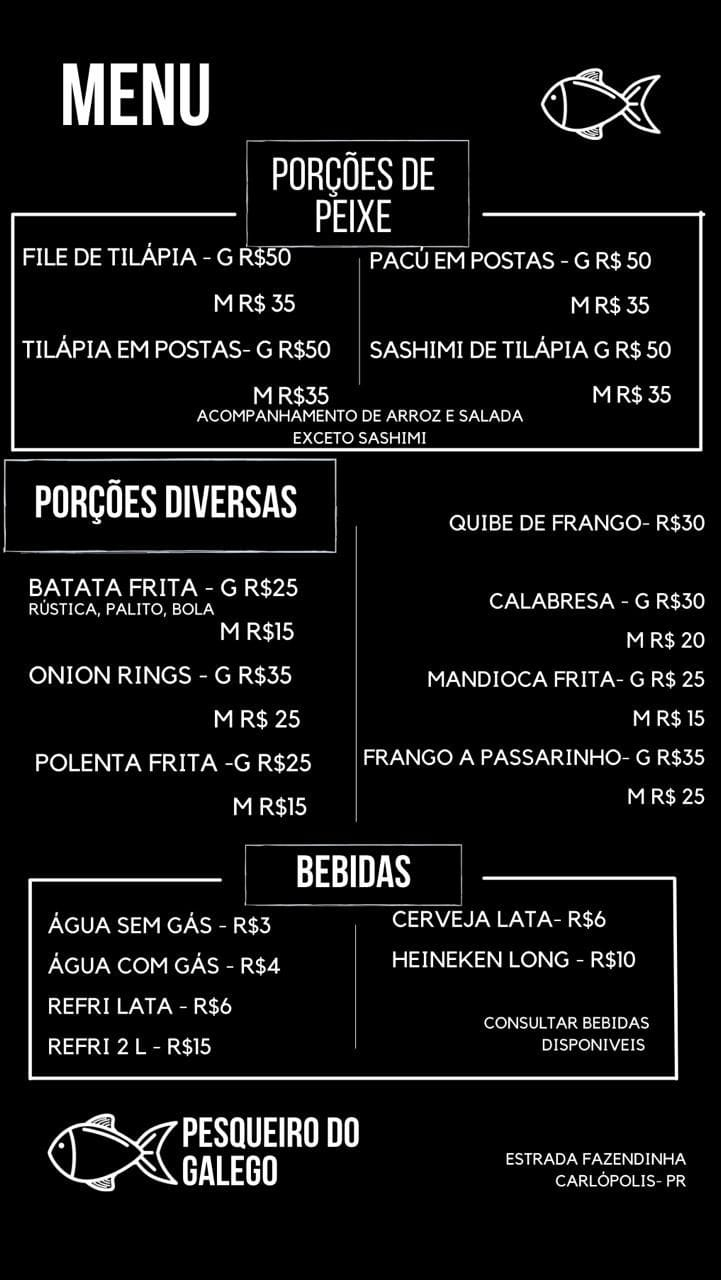 MENU
PORÇÕES DE
PEIXE
FILE DE TILÁPIA - G R$50
M R$ 35
TILÁPIA EM POSTAS- G R$50
M R$35
PACÚ EM POSTAS - G R$ 50
M R$ 35
SASHIMI DE TILÁPIA G R$ 50
M R$ 35
ACOMPANHAMENTO DE ARROZ E SALADA
EXCETO SASHIMI
PORÇÕES DIVERSAS
BATATA FRITA - G R$25
RÚSTICA, PALITO, BOLA
M R$15
ONION RINGS - G R$35
M R$ 25
POLENTA FRITA -G R$25
M R$15
QUIBE DE FRANGO- R$30
CALABRESA - G R$30
M R$ 20
MANDIOCA FRITA- G R$ 25
M R$ 15
FRANGO A PASSARINHO- G R$35
M R$ 25
BEBIDAS
ÁGUA SEM GÁS - R$3
ÁGUA COM GÁS - R$4
REFRI LATA - R$6
REFRI 2 L - R$15
CERVEJA LATA- R$6
HEINEKEN LONG - R$10
CONSULTAR BEBIDAS
DISPONIVEIS
PESQUEIRO DO
GALEGO
ESTRADA FAZENDINHA
CARLÓPOLIS- PR